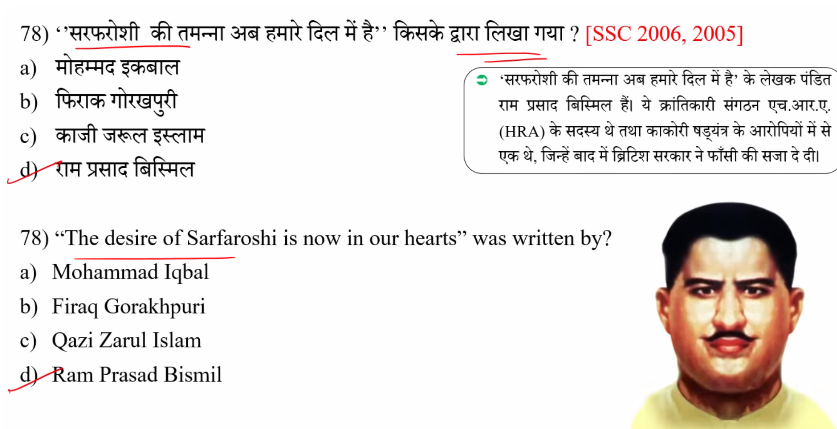 78) ‘’सरफरोशी की तमन्ना अब हमारे दिल में है’’ किसके द्वारा लिखा गया ? [SSC 2006, 2005]
a) मोहम्मद इकबाल
b) फिराक गोरखपुरी
c) काजी जरूल इस्लाम
d) राम प्रसाद बिस्मिल
‘सरफरोशी की तमन्ना अब हमारे दिल में है’ के लेखक पंडित
राम प्रसाद बिस्मिल हैं। ये क्रांतिकारी संगठन एच.आर.ए.
(HRA) के सदस्य थे तथा काकोरी षड्यंत्र के आरोपियों में से
एक थे, जिन्हें बाद में ब्रिटिश सरकार ने फाँसी की सजा दे दी।
78) “The desire of Sarfaroshi is now in our hearts” was written by?
a) Mohammad Iqbal
b) Firaq Gorakhpuri
c) Qazi Zarul Islam
d) Ram Prasad Bismil